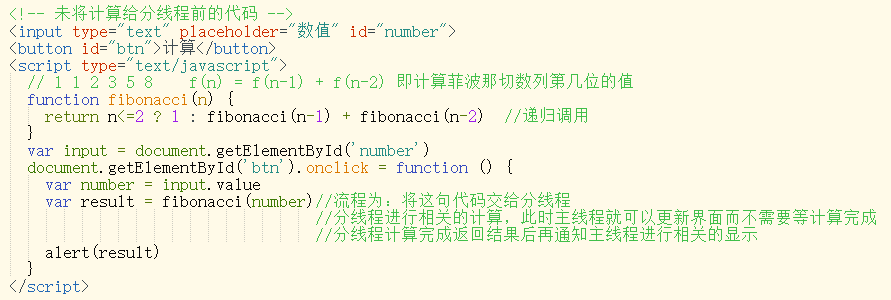 <!-- 未将计算给分线程前的代码 -->
<input type="text" placeholder="数值" id="number">
<button id="btn">计算</button>
<script type="text/javascript">
  // 1 1 2 3 5 8    f(n) = f(n-1) + f(n-2) 即计算菲波那切数列第几位的值
  function fibonacci(n) {
    return n<=2 ? 1 : fibonacci(n-1) + fibonacci(n-2)  //递归调用
  }
  var input = document.getElementById('number')
  document.getElementById('btn').onclick = function () {
    var number = input.value
    var result = fibonacci(number)//流程为：将这句代码交给分线程
                                  //分线程进行相关的计算，此时主线程就可以更新界面而不需要等计算完成
                                  //分线程计算完成返回结果后再通知主线程进行相关的显示
    alert(result)
  }
</script>